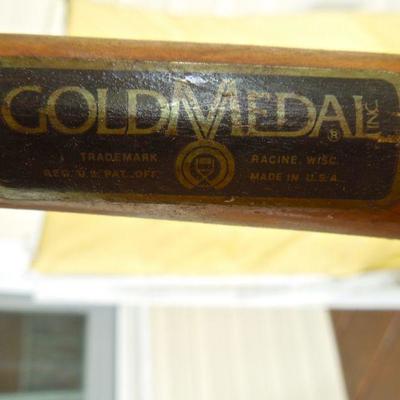 GOLDMEDAL® INC.
TRADEMARK
REG. U.S. PAT. OFF.
RACINE, WISC.
MADE IN U.S.A.